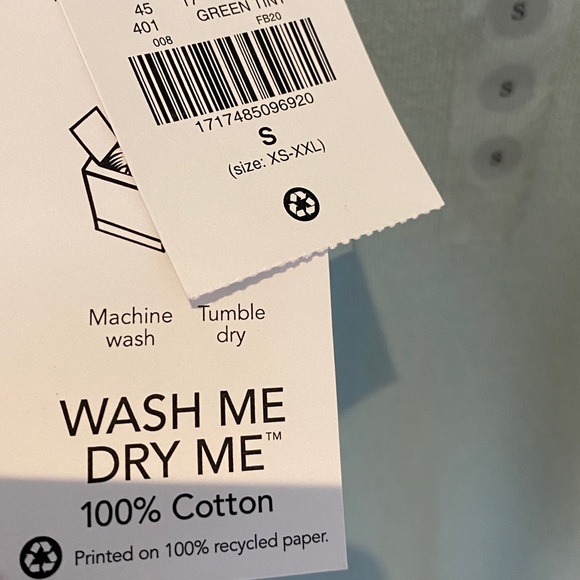 45
401
GREEN TINT
008
FB20
1717485096920
S
(size: XS-XXL)
Machine
wash
Tumble
dry
WASH ME
DRY ME™
100% Cotton
Printed on 100% recycled paper.
S
S
S